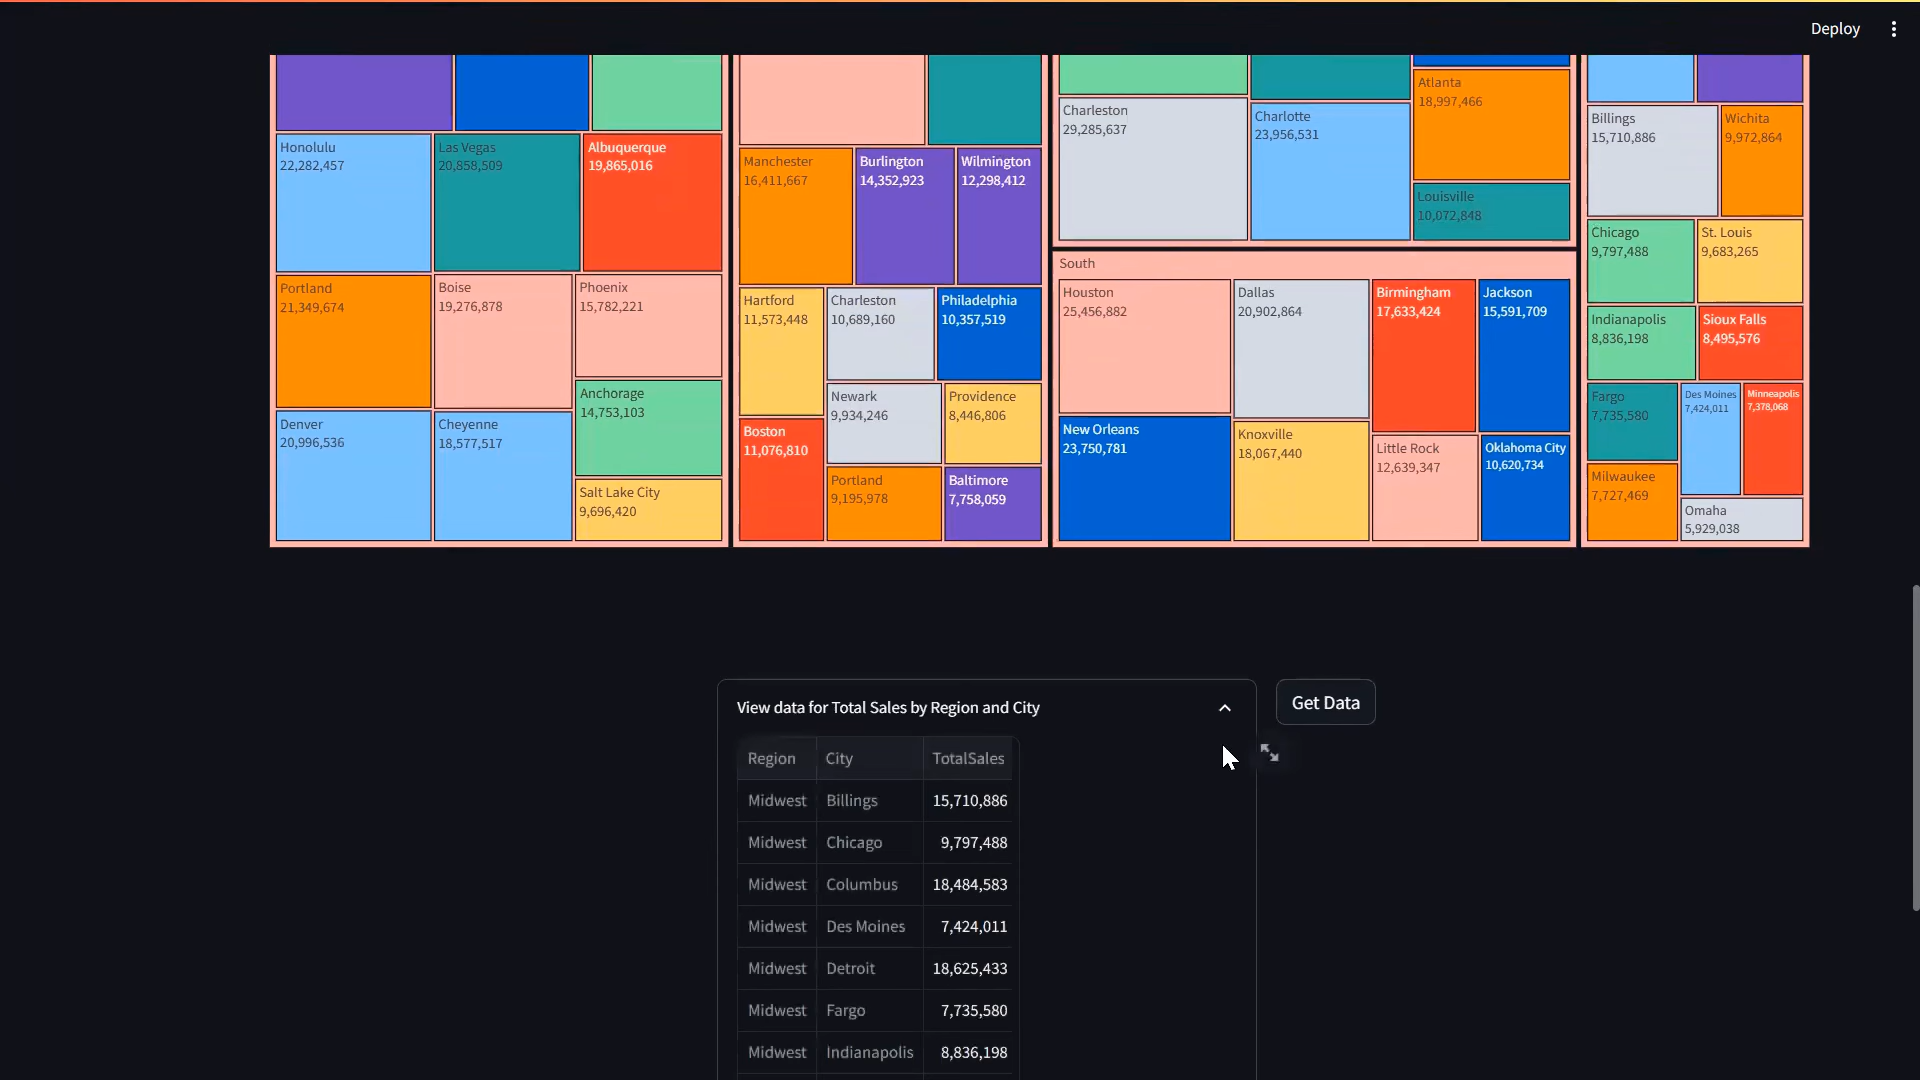 Deploy
Honolulu
22,282,457
Las Vegas
20,858,509
Albuquerque
19,865,016
Portland
21,349,674
Boise
19,276,878
Phoenix
15,782,221
Anchorage
14,753,103
Denver
20,996,536
Cheyenne
18,577,517
Salt Lake City
9,696,420
Manchester
16,411,667
Burlington
14,352,923
Wilmington
12,298,412
Hartford
11,573,448
Charleston
10,689,160
Philadelphia
10,357,519
Newark
9,934,246
Providence
8,446,806
Boston
11,076,810
Portland
9,195,978
Baltimore
7,758,059
Charleston
29,285,637
Charlotte
23,956,531
Atlanta
18,997,466
Louisville
10,072,848
South
Houston
25,456,882
Dallas
20,902,864
Birmingham
17,633,424
Jackson
15,591,709
New Orleans
23,750,781
Knoxville
18,067,440
Little Rock
12,639,347
Oklahoma City
10,620,734
Billings
15,710,886
Wichita
9,972,864
Chicago
9,797,488
St. Louis
9,683,265
Indianapolis
8,836,198
Sioux Falls
8,495,576
Fargo
7,735,580
Des Moines
7,424,011
Minneapolis
7,378,068
Milwaukee
7,727,469
Omaha
5,929,038
View data for Total Sales by Region and City
Get Data
Region City TotalSales
Midwest Billings 15,710,886
Midwest Chicago 9,797,488
Midwest Columbus 18,484,583
Midwest Des Moines 7,424,011
Midwest Detroit 18,625,433
Midwest Fargo 7,735,580
Midwest Indianapolis 8,836,198